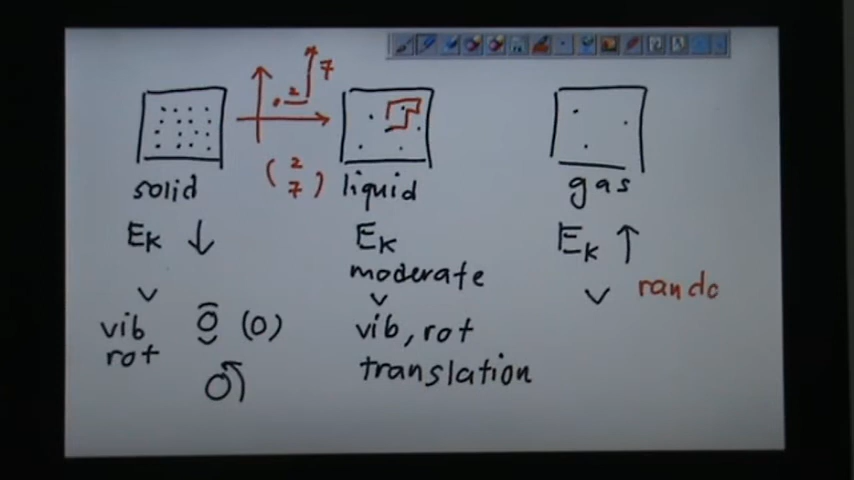 7
2
( 2
7 )
solid
liquid
gas
EK ↓
EK
moderate
EK ↑
rando
vib
rot
(0)
vib, rot
translation